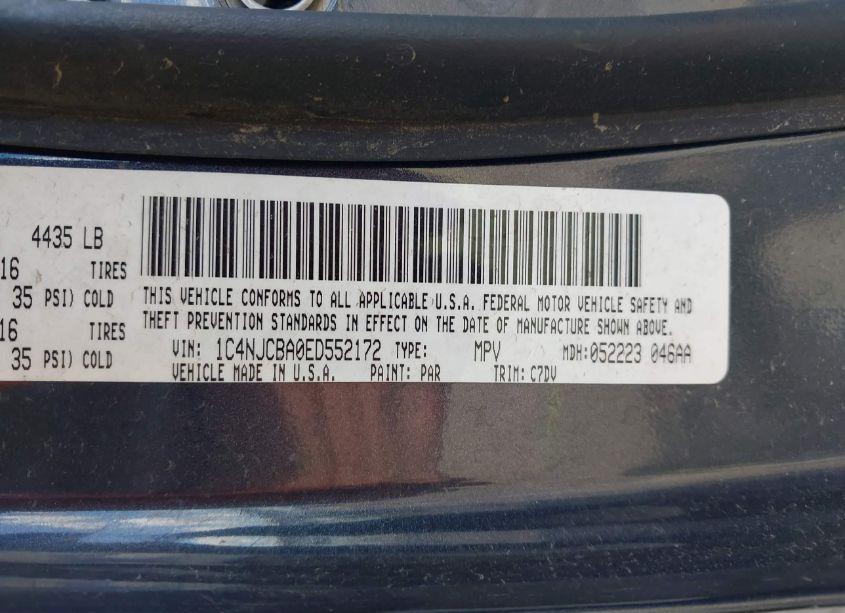 4435 LB
16 TIRES
35 PSI) COLD
16 TIRES
35 PSI) COLD
THIS VEHICLE CONFORMS TO ALL APPLICABLE U.S.A. FEDERAL MOTOR VEHICLE SAFETY AND
THEFT PREVENTION STANDARDS IN EFFECT ON THE DATE OF MANUFACTURE SHOWN ABOVE.
VIN: 1C4NJCBA0ED552172 TYPE: MPV MDH:052223 046AA
VEHICLE MADE IN U.S.A. PAINT: PAR TRIM: C7DV